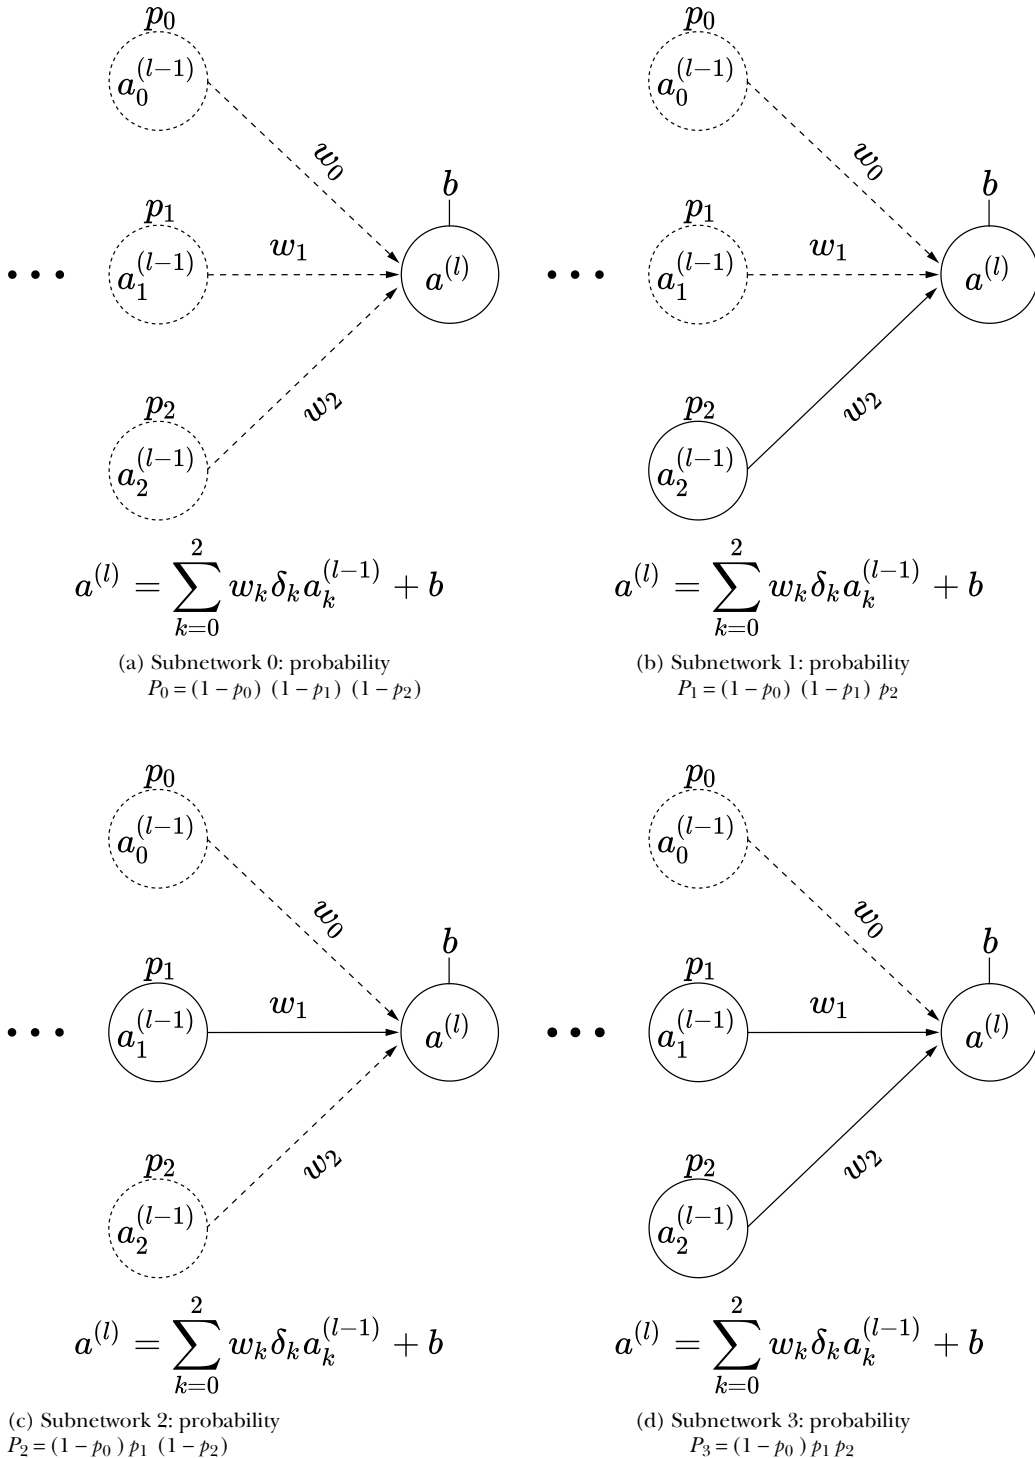 p₀
a₀^(l−1)
w₀
b
p₁
a₁^(l−1)
w₁
a^(l)
p₂
a₂^(l−1)
w₂
a^(l) = ∑_{k=0}^{2} w_k δ_k a_k^(l−1) + b
(a) Subnetwork 0: probability
P₀ = (1 − p₀) (1 − p₁) (1 − p₂)
p₀
a₀^(l−1)
w₀
b
p₁
a₁^(l−1)
w₁
a^(l)
p₂
a₂^(l−1)
w₂
a^(l) = ∑_{k=0}^{2} w_k δ_k a_k^(l−1) + b
(b) Subnetwork 1: probability
P₁ = (1 − p₀) (1 − p₁) p₂
p₀
a₀^(l−1)
w₀
b
p₁
a₁^(l−1)
w₁
a^(l)
p₂
a₂^(l−1)
w₂
a^(l) = ∑_{k=0}^{2} w_k δ_k a_k^(l−1) + b
(c) Subnetwork 2: probability
P₂ = (1 − p₀) p₁ (1 − p₂)
p₀
a₀^(l−1)
w₀
b
p₁
a₁^(l−1)
w₁
a^(l)
p₂
a₂^(l−1)
w₂
a^(l) = ∑_{k=0}^{2} w_k δ_k a_k^(l−1) + b
(d) Subnetwork 3: probability
P₃ = (1 − p₀) p₁ p₂